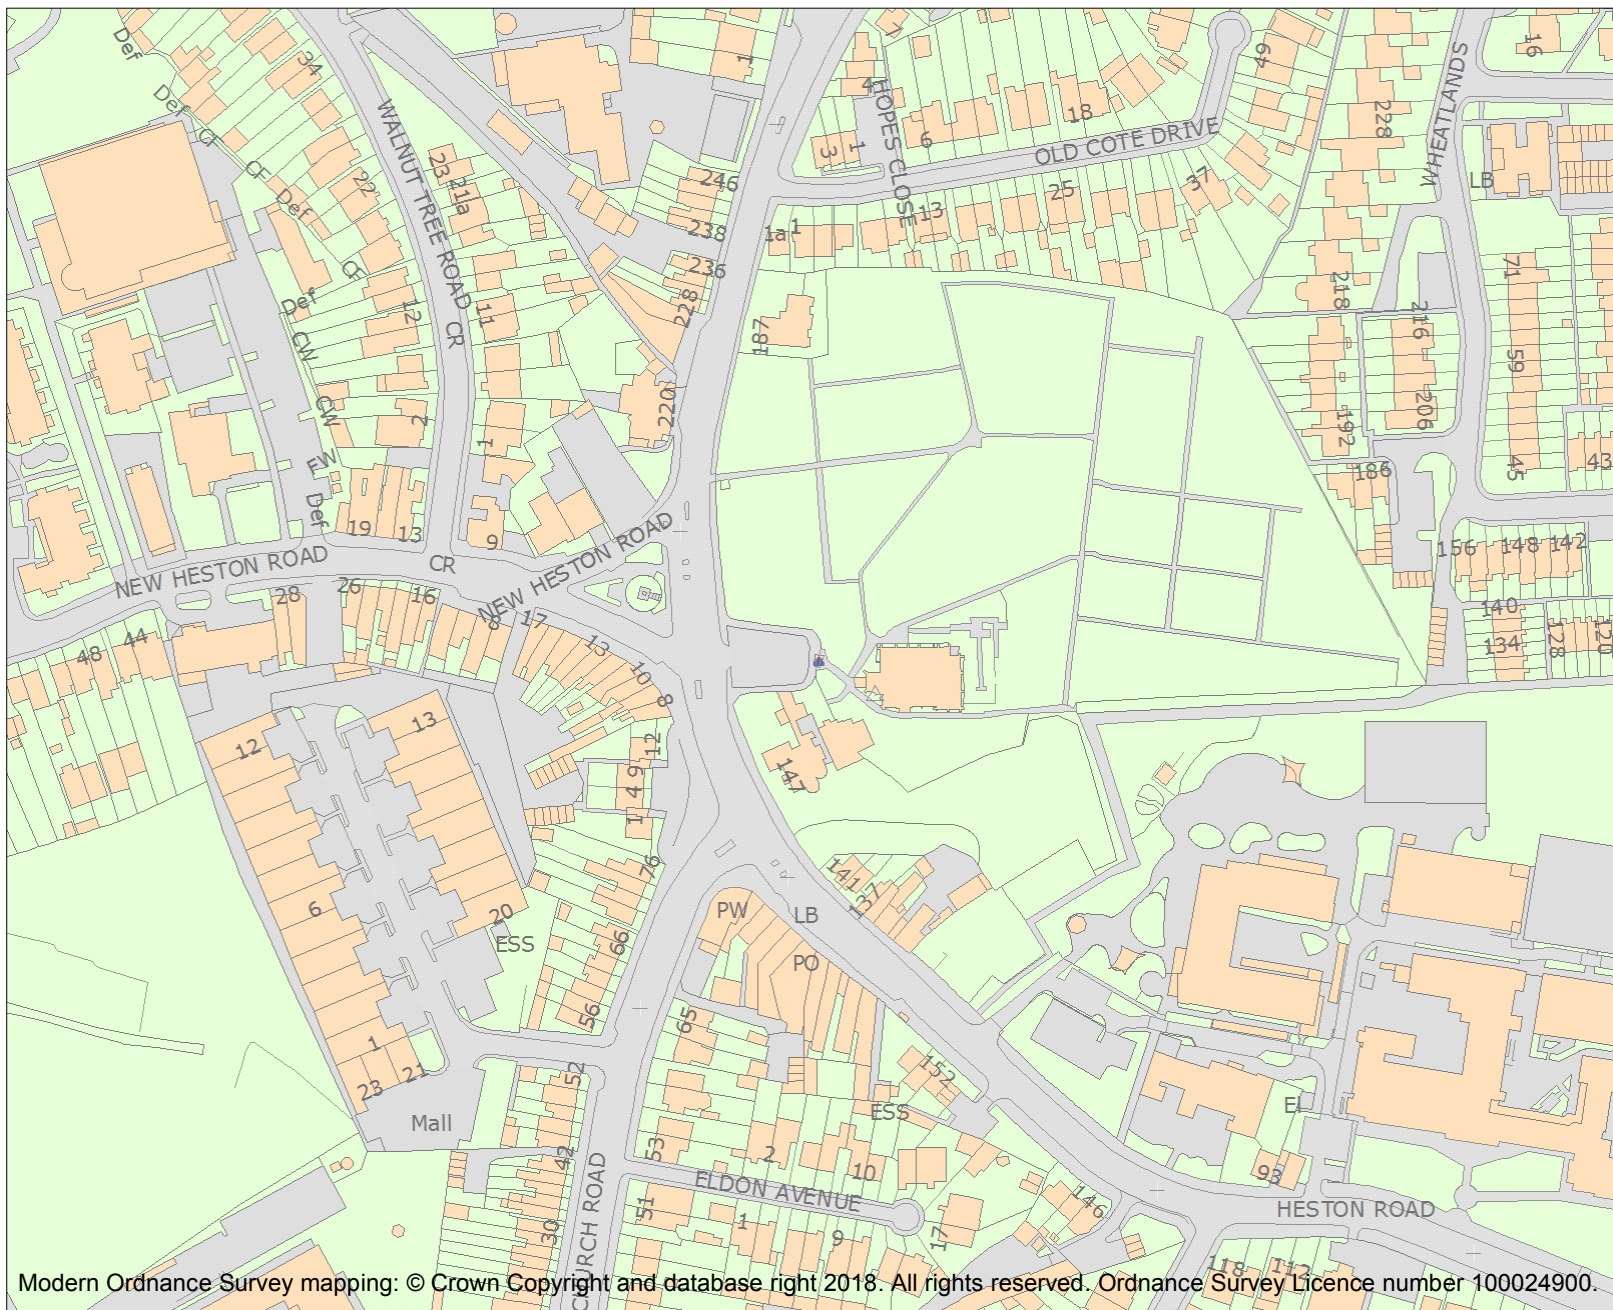 Def
34
7
1
49
16
Def
CF
WALNUT TREE ROAD
4
HOPES CLOSE
18
228
WHEATLANDS
CF
23
21a
3
1
6
OLD COTE DRIVE
22
Def
246
25
37
LB
13
238
1a
1
CF
236
71
Def
12
11
228
218
216
CR
187
CW
59
CW
2
220
206
192
1
FW
186
45
43
Def
19
13
9
NEW HESTON ROAD
CR
NEW HESTON ROAD
156
148
142
28
26
16
8
17
13
10
8
140
134
128
120
48
44
12
13
12
9
4
1
147
76
141
137
6
20
ESS
66
PW
LB
PO
56
65
1
23
21
52
152
ESS
EL
Mall
42
53
2
10
93
ELDON AVENUE
51
1
9
17
146
HESTON ROAD
30
CHURCH ROAD
118
112
Modern Ordnance Survey mapping: © Crown Copyright and database right 2018. All rights reserved. Ordnance Survey Licence number 100024900.